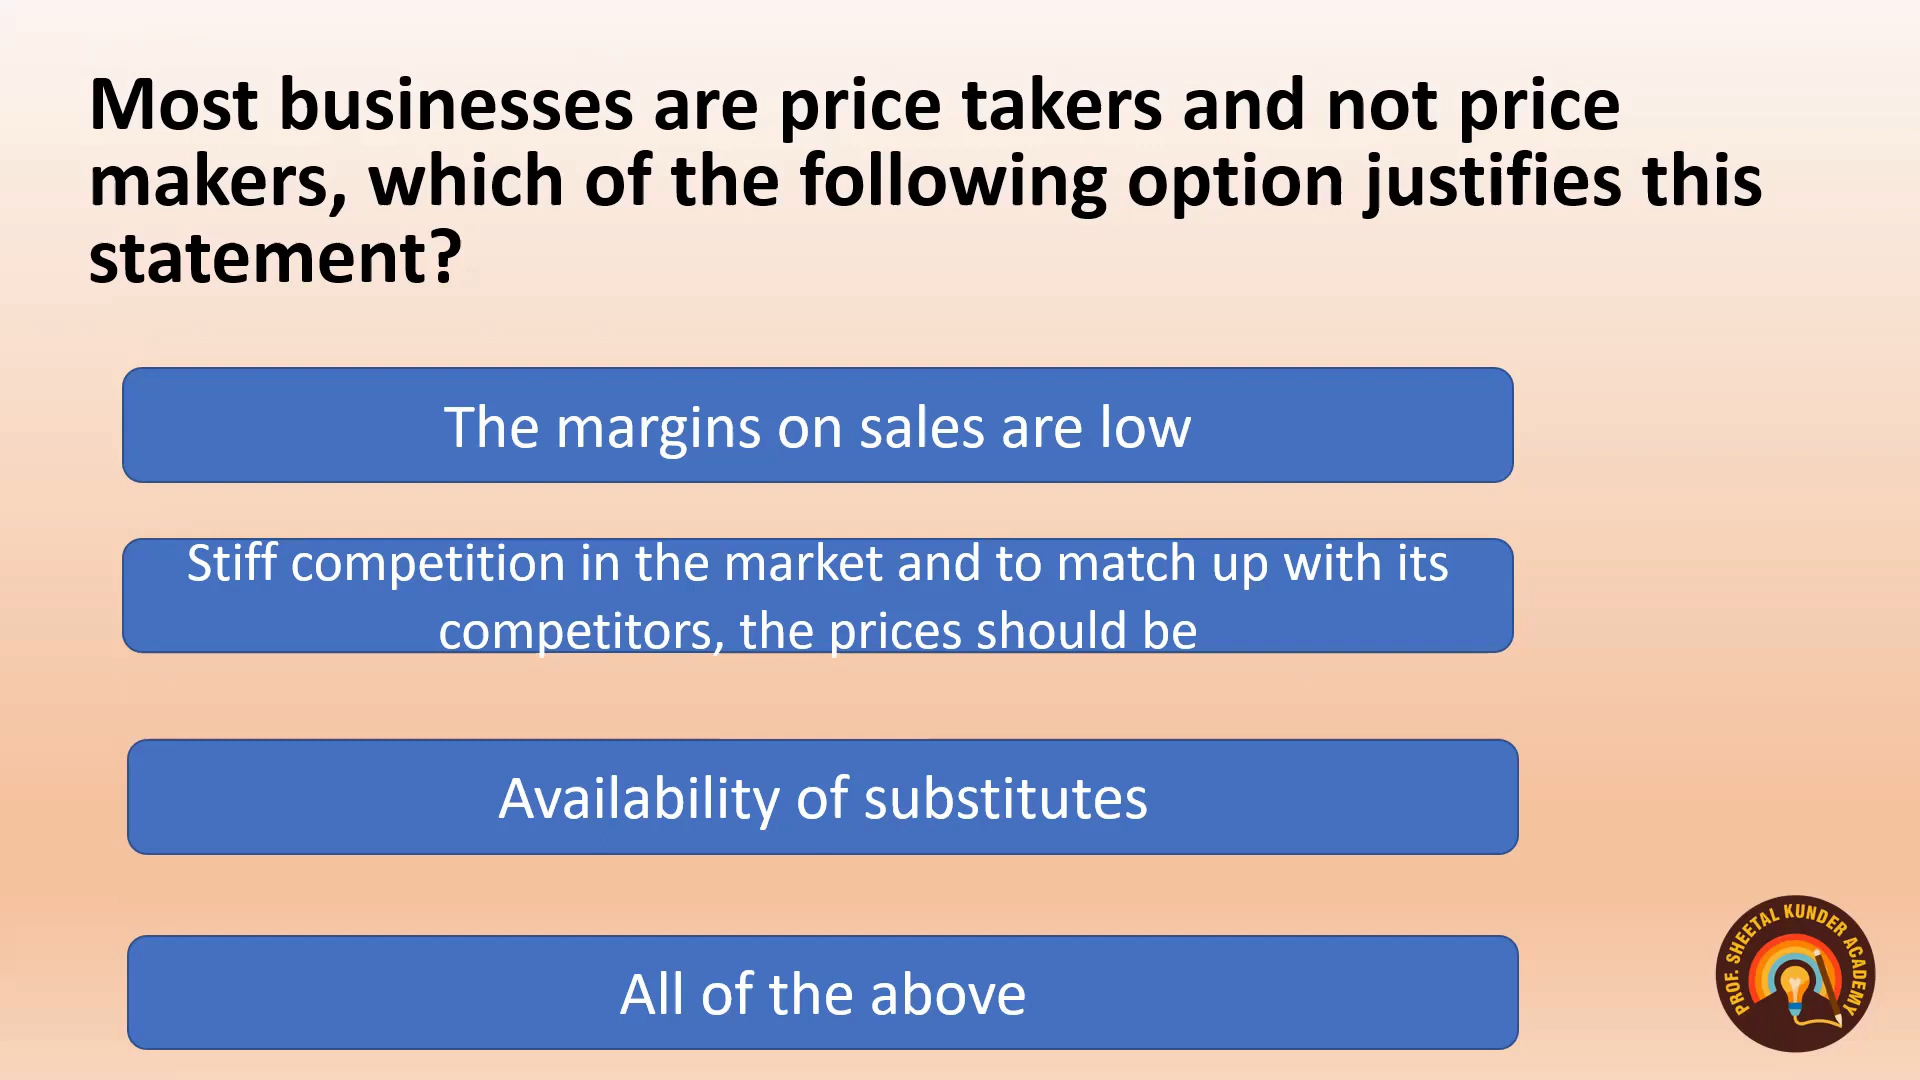 Most businesses are price takers and not price
makers, which of the following option justifies this
statement?
The margins on sales are low
Stiff competition in the market and to match up with its
competitors, the prices should be
Availability of substitutes
All of the above
PROF. SHEETAL KUNDER ACADEMY